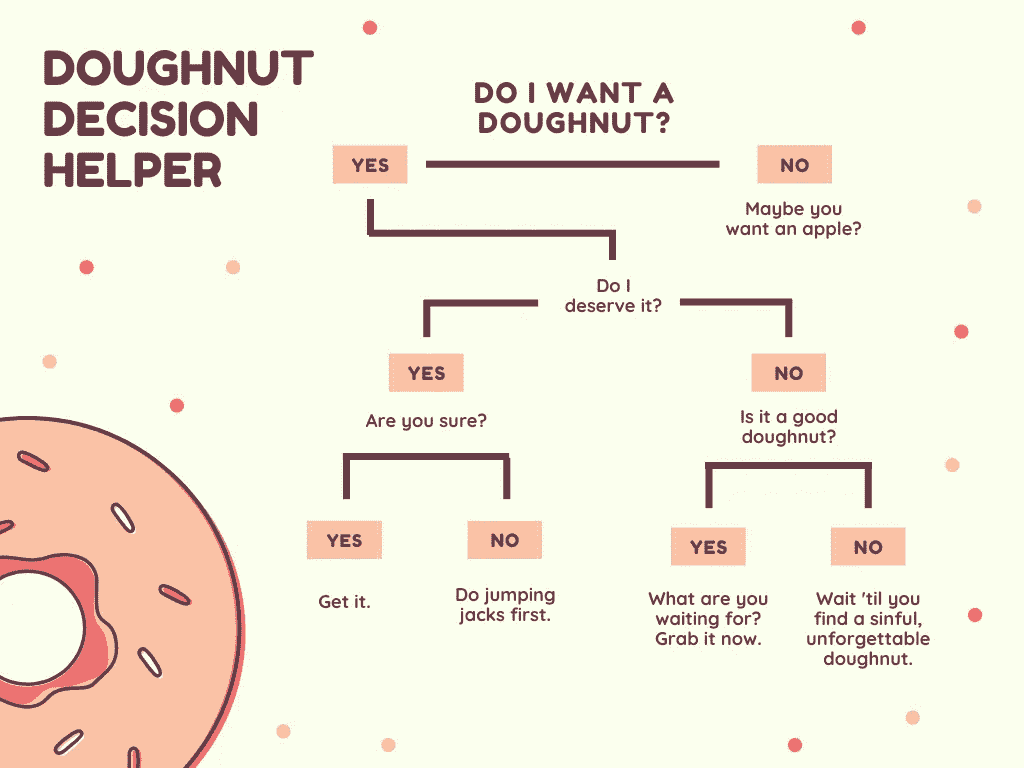 DOUGHNUT
DECISION
HELPER
DO I WANT A
DOUGHNUT?
YES
NO
Maybe you
want an apple?
Do I
deserve it?
YES
NO
Are you sure?
Is it a good
doughnut?
YES
NO
YES
NO
Get it.
Do jumping
jacks first.
What are you
waiting for?
Grab it now.
Wait 'til you
find a sinful,
unforgettable
doughnut.